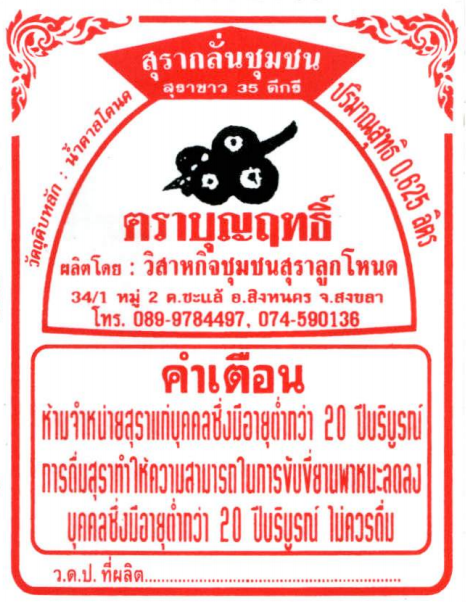 สุรากลั่นชุมชน
สุราขาว 35 ดีกรี
วัตถุดิบหลัก : น้ำตาลโตนด
ปริมาณสุทธิ 0.625 ลิตร
ตราบุญฤทธิ์
ผลิตโดย : วิสาหกิจชุมชนสุราลูกโหนด
34/1 หมู่ 2 ต.ชะแล้ อ.สิงหนคร จ.สงขลา
โทร. 089-9784497, 074-590136
คำเตือน
ห้ามจำหน่ายสุราแก่บุคคลซึ่งมีอายุต่ำกว่า 20 ปีบริบูรณ์
การดื่มสุราทำให้ความสามารถในการขับขี่ยานพาหนะลดลง
บุคคลซึ่งมีอายุต่ำกว่า 20 ปีบริบูรณ์ ไม่ควรดื่ม
ว.ด.ป. ที่ผลิต......................................................